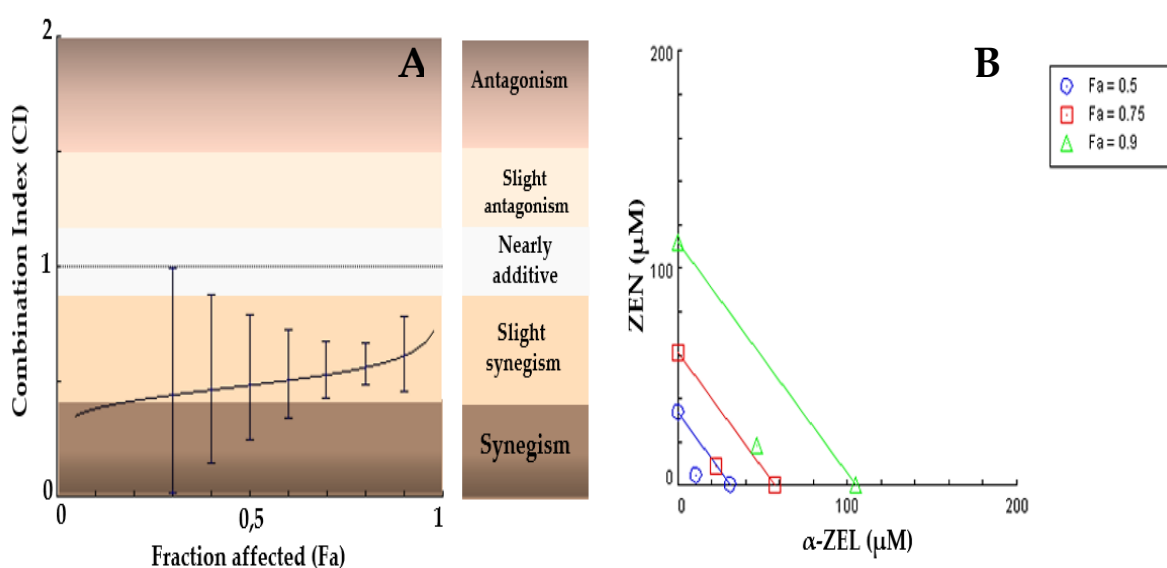 2
A
Antagonism
Combination Index (CI)
Slight
antagonism
Nearly
additive
1
Slight
synegism
Synegism
0
0
0,5
1
Fraction affected (Fa)
B
200
ZEN (µM)
100
0
0
100
200
α-ZEL (µM)
Fa = 0.5
Fa = 0.75
Fa = 0.9